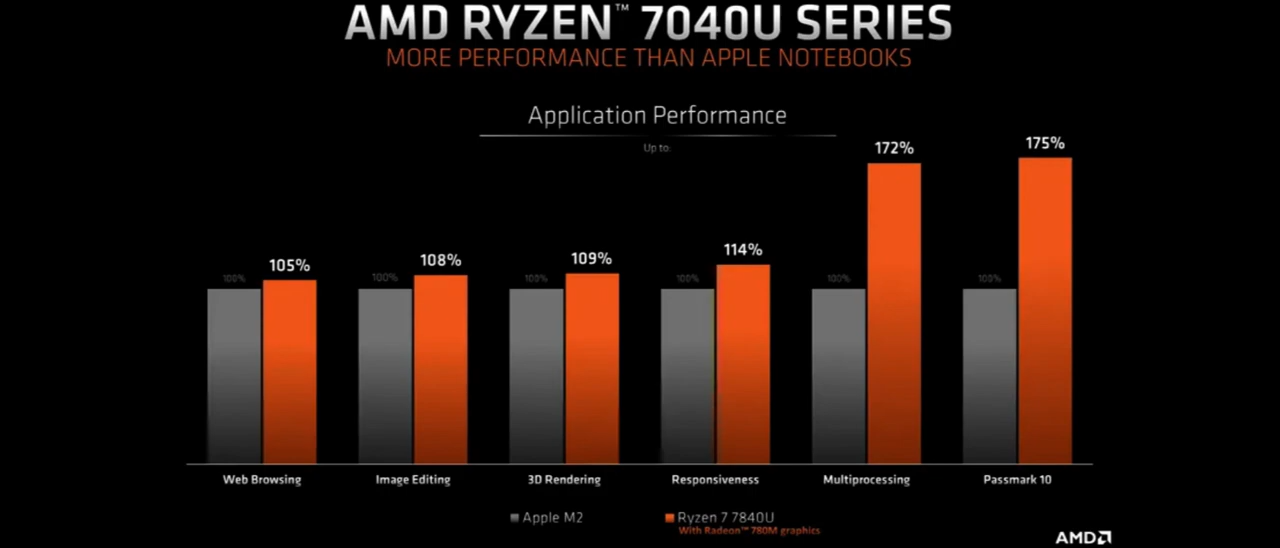 AMD RYZEN™ 7040U SERIES
MORE PERFORMANCE THAN APPLE NOTEBOOKS
Application Performance
Up to:
100% 105% 100% 108% 100% 109% 100% 114% 100% 172% 100% 175%
Web Browsing Image Editing 3D Rendering Responsiveness Multiprocessing Passmark 10
Apple M2 Ryzen 7 7840U
With Radeon™ 780M graphics
AMD